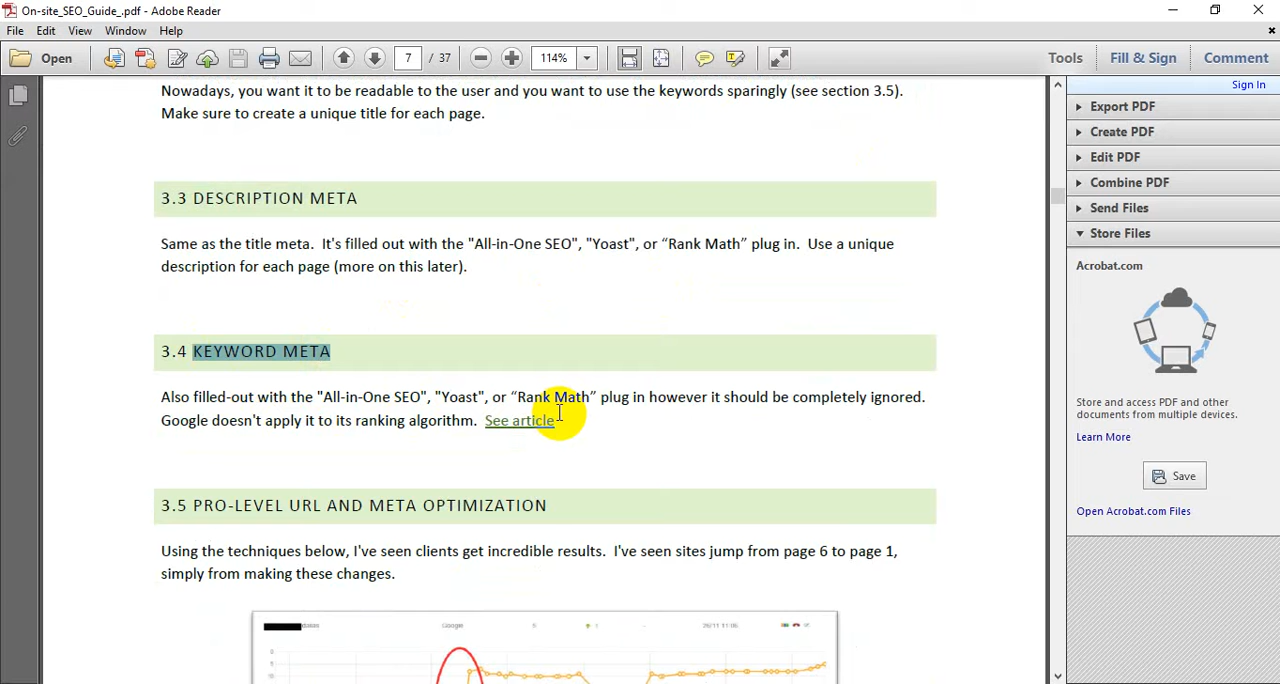 On-site_SEO_Guide_.pdf - Adobe Reader
File Edit View Window Help
Open 7 / 37 114% Tools Fill & Sign Comment
Sign In
Nowadays, you want it to be readable to the user and you want to use the keywords sparingly (see section 3.5).
Make sure to create a unique title for each page.
3.3 DESCRIPTION META
Same as the title meta. It's filled out with the "All-in-One SEO", "Yoast", or “Rank Math” plug in. Use a unique
description for each page (more on this later).
3.4 KEYWORD META
Also filled-out with the "All-in-One SEO", "Yoast", or “Rank Math” plug in however it should be completely ignored.
Google doesn't apply it to its ranking algorithm. See article
3.5 PRO-LEVEL URL AND META OPTIMIZATION
Using the techniques below, I've seen clients get incredible results. I've seen sites jump from page 6 to page 1,
simply from making these changes.
Google
Export PDF
Create PDF
Edit PDF
Combine PDF
Send Files
Store Files
Acrobat.com
Store and access PDF and other
documents from multiple devices.
Learn More
Save
Open Acrobat.com Files